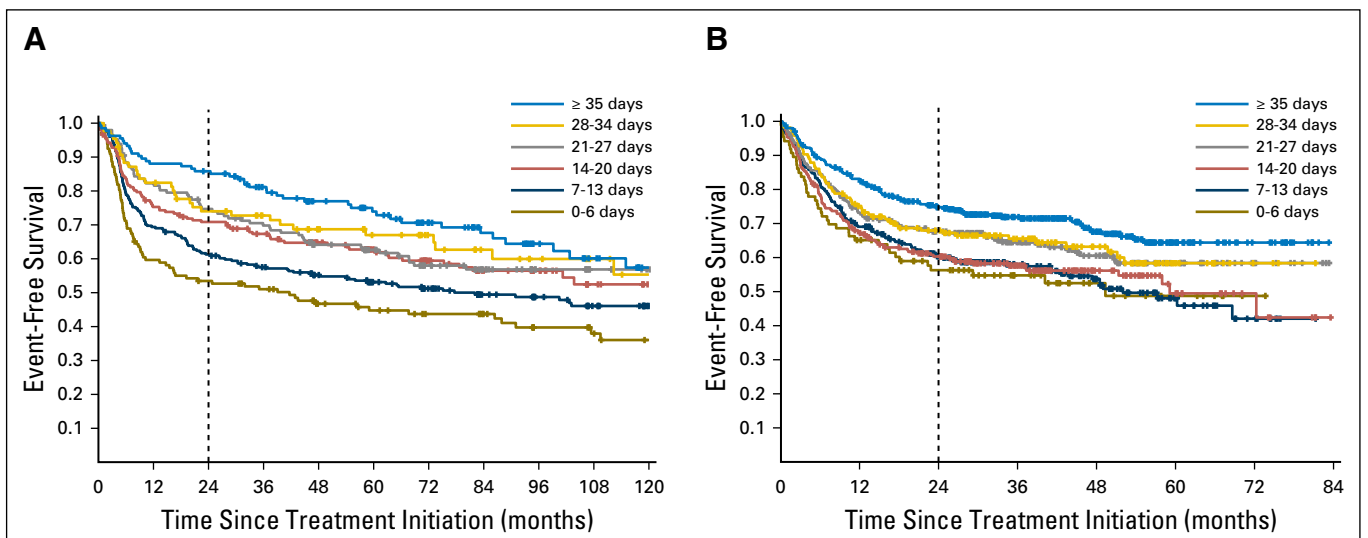 A
Event-Free Survival
1.0
0.9
0.8
0.7
0.6
0.5
0.4
0.3
0.2
0.1
≥ 35 days
28-34 days
21-27 days
14-20 days
7-13 days
0-6 days
0 12 24 36 48 60 72 84 96 108 120
Time Since Treatment Initiation (months)
B
Event-Free Survival
1.0
0.9
0.8
0.7
0.6
0.5
0.4
0.3
0.2
0.1
≥ 35 days
28-34 days
21-27 days
14-20 days
7-13 days
0-6 days
0 12 24 36 48 60 72 84
Time Since Treatment Initiation (months)